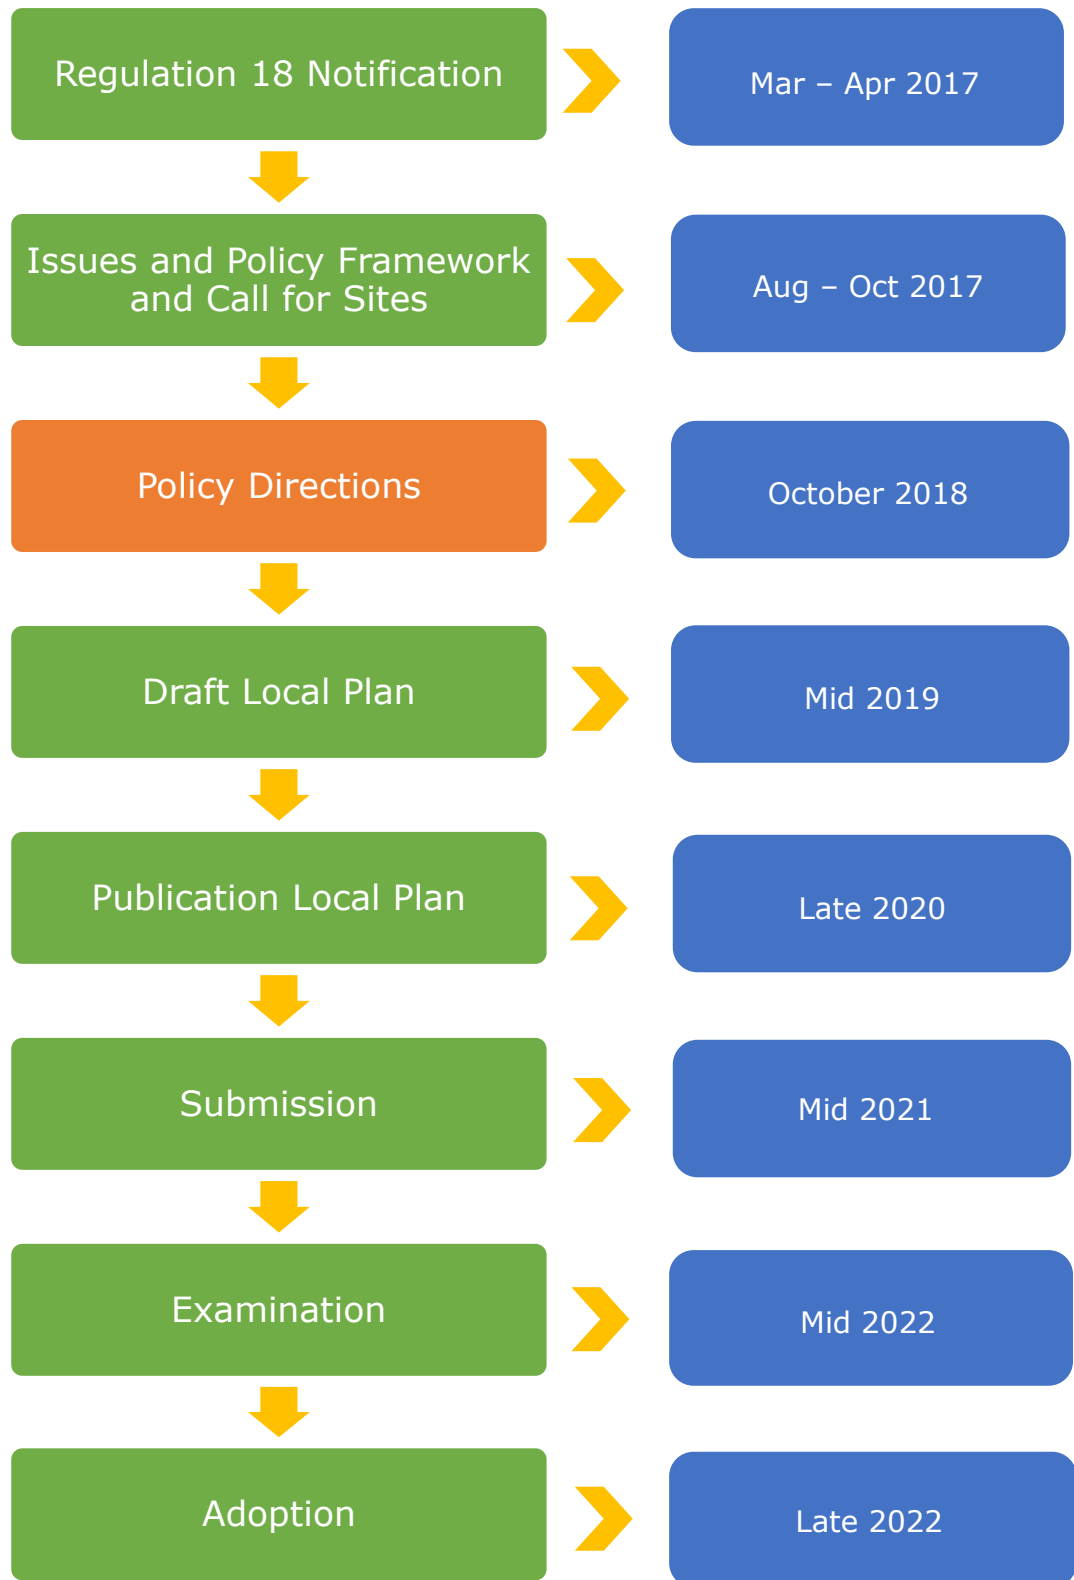 Regulation 18 Notification
Mar – Apr 2017
Issues and Policy Framework
and Call for Sites
Aug – Oct 2017
Policy Directions
October 2018
Draft Local Plan
Mid 2019
Publication Local Plan
Late 2020
Submission
Mid 2021
Examination
Mid 2022
Adoption
Late 2022